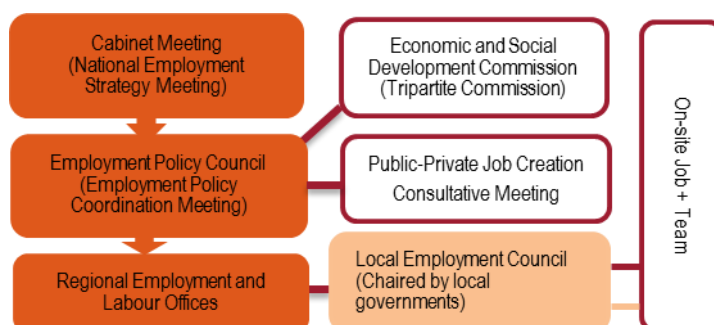 Cabinet Meeting
(National Employment
Strategy Meeting)
Economic and Social
Development Commission
(Tripartite Commission)
Employment Policy Council
(Employment Policy
Coordination Meeting)
Public-Private Job Creation
Consultative Meeting
Regional Employment and
Labour Offices
Local Employment Council
(Chaired by local
governments)
On-site Job +
Team